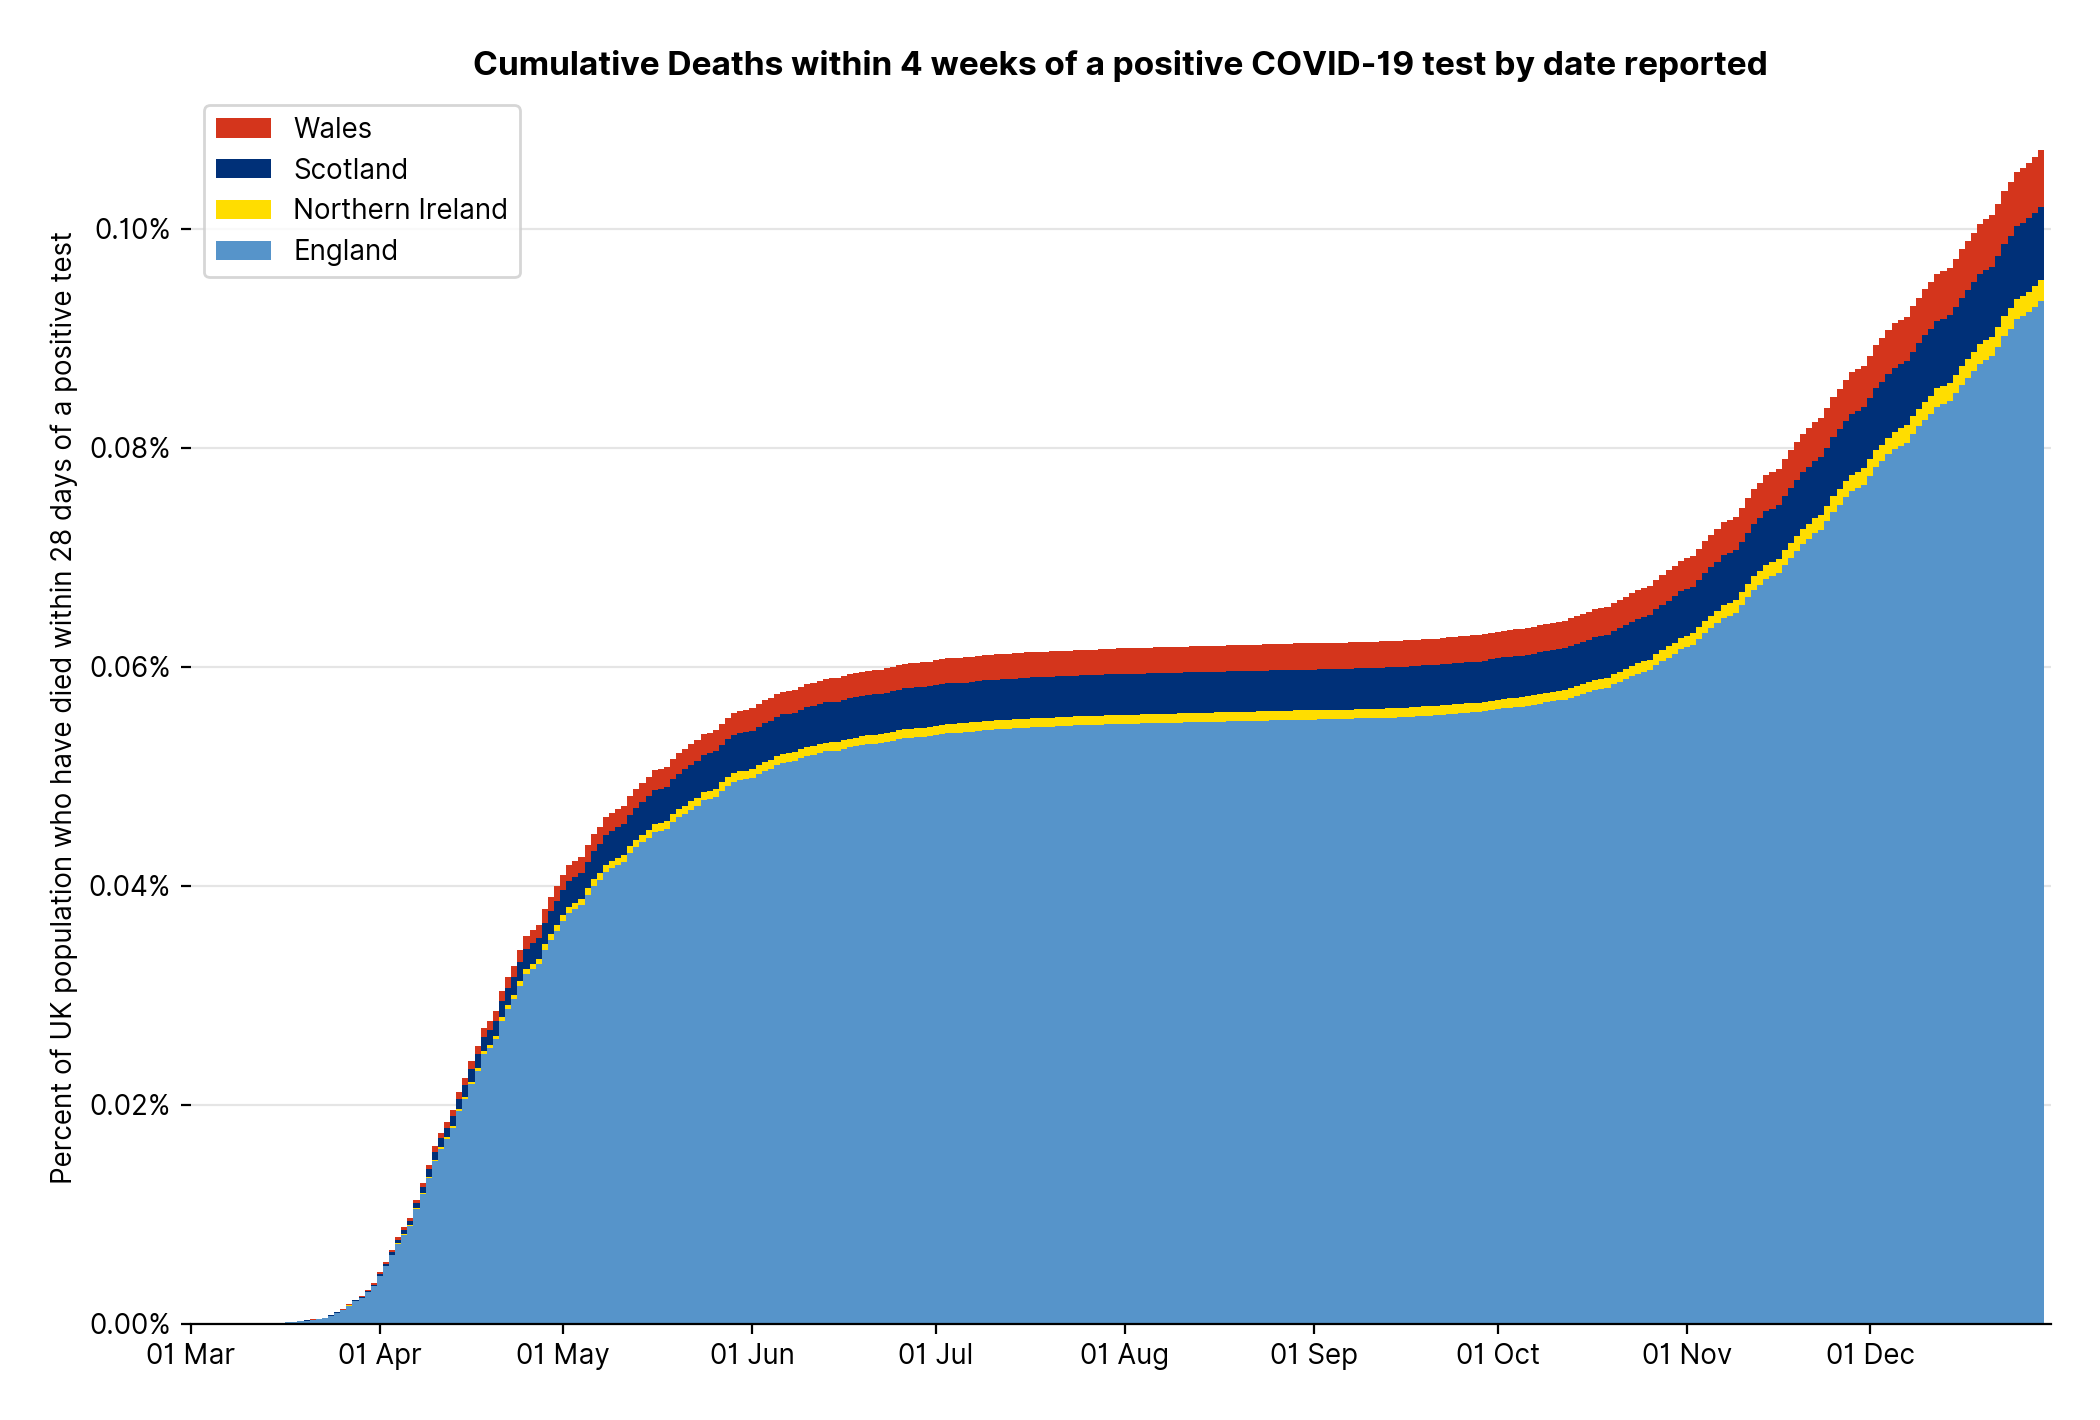 Cumulative Deaths within 4 weeks of a positive COVID-19 test by date reported
Wales
Scotland
Northern Ireland
England
Percent of UK population who have died within 28 days of a positive test
0.10%
0.08%
0.06%
0.04%
0.02%
0.00%
01 Mar 01 Apr 01 May 01 Jun 01 Jul 01 Aug 01 Sep 01 Oct 01 Nov 01 Dec